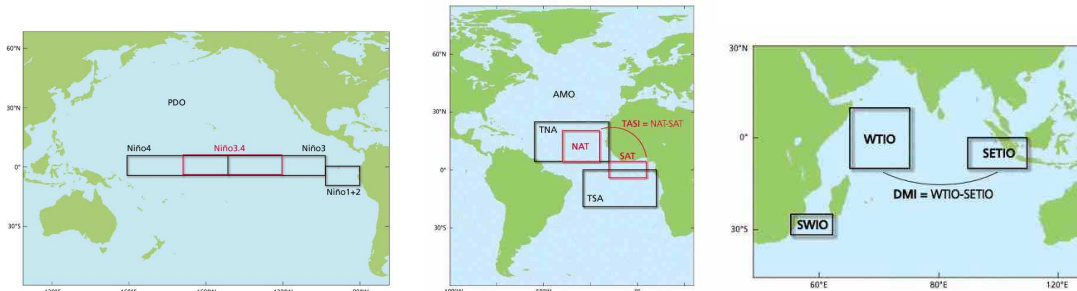 60°N
PDO
30°N
Niño4
Niño3.4
Niño3
0°
Niño1+2
30°S
60°N
AMO
30°N
TNA
TASI = NAT-SAT
NAT
SAT
0°
TSA
30°S
30°N
WTIO
0°
SETIO
DMI = WTIO-SETIO
SWIO
30°S
60°E
80°E
120°E